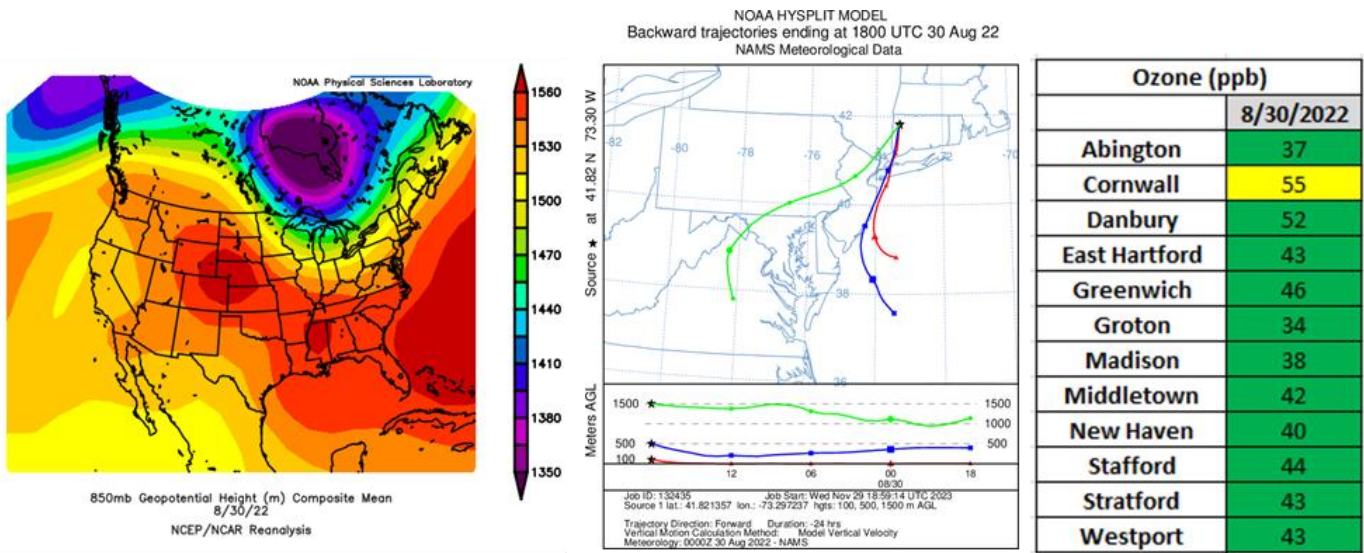 NOAA Physical Sciences Laboratory
1560
1530
1500
1470
1440
1410
1380
1350
850mb Geopotential Height (m) Composite Mean
8/30/22
NCEP/NCAR Reanalysis
NOAA HYSPLIT MODEL
Backward trajectories ending at 1800 UTC 30 Aug 22
NAMS Meteorological Data
Source ★ at 41.82 N 73.30 W
-82
-80
-78
-76
-74
-72
-70
42
40
38
36
Meters AGL
1500
500
100
1500
1000
500
12
06
00
18
08/30
Job ID: 132435 Job Start: Wed Nov 29 18:59:14 UTC 2023
Source 1 lat.: 41.821357 lon.: -73.297237 hgts: 100, 500, 1500 m AGL
Trajectory Direction: Forward Duration: -24 hrs
Vertical Motion Calculation Method: Model Vertical Velocity
Meteorology: 0000Z 30 Aug 2022 - NAMS
Ozone (ppb)
8/30/2022
Abington 37
Cornwall 55
Danbury 52
East Hartford 43
Greenwich 46
Groton 34
Madison 38
Middletown 42
New Haven 40
Stafford 44
Stratford 43
Westport 43